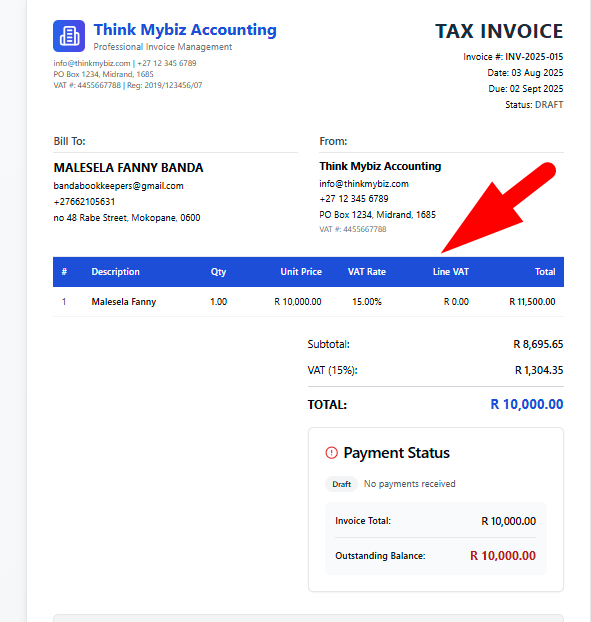 Think Mybiz Accounting
Professional Invoice Management
info@thinkmybiz.com | +27 12 345 6789
PO Box 1234, Midrand, 1685
VAT #: 4455667788 | Reg: 2019/123456/07
TAX INVOICE
Invoice #: INV-2025-015
Date: 03 Aug 2025
Due: 02 Sept 2025
Status: DRAFT
Bill To:
MALESELA FANNY BANDA
bandabookkeepers@gmail.com
+27662105631
no 48 Rabe Street, Mokopane, 0600
From:
Think Mybiz Accounting
info@thinkmybiz.com
+27 12 345 6789
PO Box 1234, Midrand, 1685
VAT #: 4455667788
# Description Qty Unit Price VAT Rate Line VAT Total
1 Malesela Fanny 1.00 R 10,000.00 15.00% R 0.00 R 11,500.00
Subtotal: R 8,695.65
VAT (15%): R 1,304.35
TOTAL: R 10,000.00
Payment Status
Draft No payments received
Invoice Total: R 10,000.00
Outstanding Balance: R 10,000.00